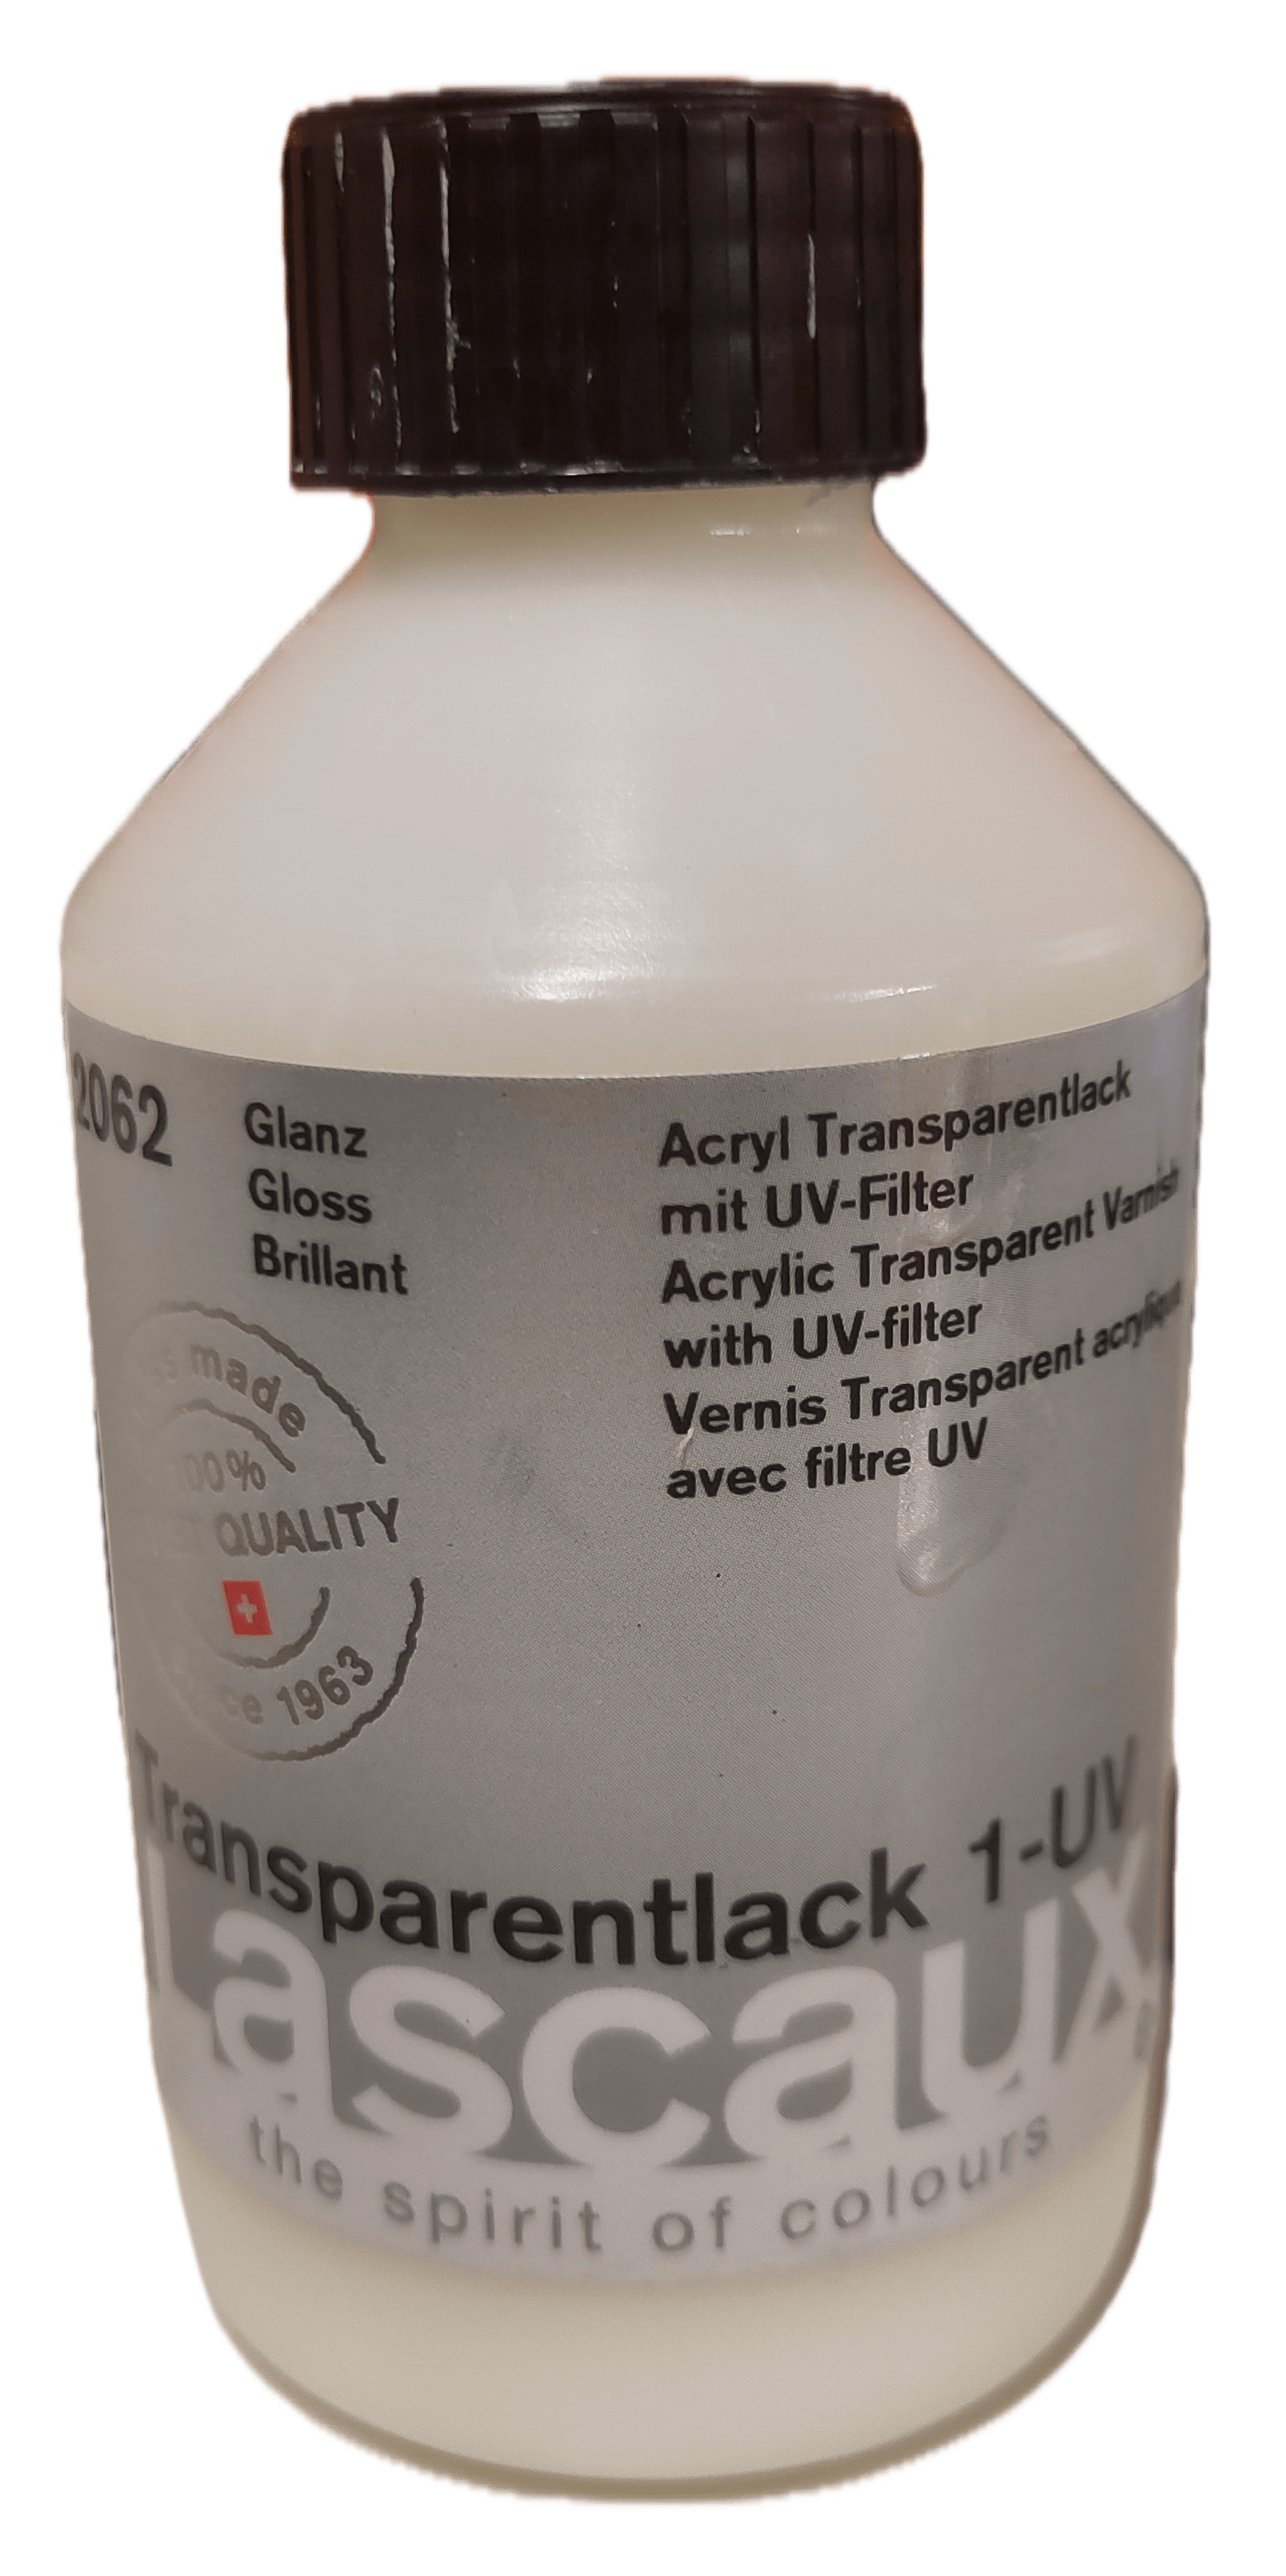 2062
Glanz
Gloss
Brillant
Acryl Transparentlack
mit UV-Filter
Acrylic Transparent Varnish
with UV-filter
Vernis Transparent acrylique
avec filtre UV
made
100%
QUALITY
1963
Transparentlack 1-UV
Lascaux
the spirit of colours